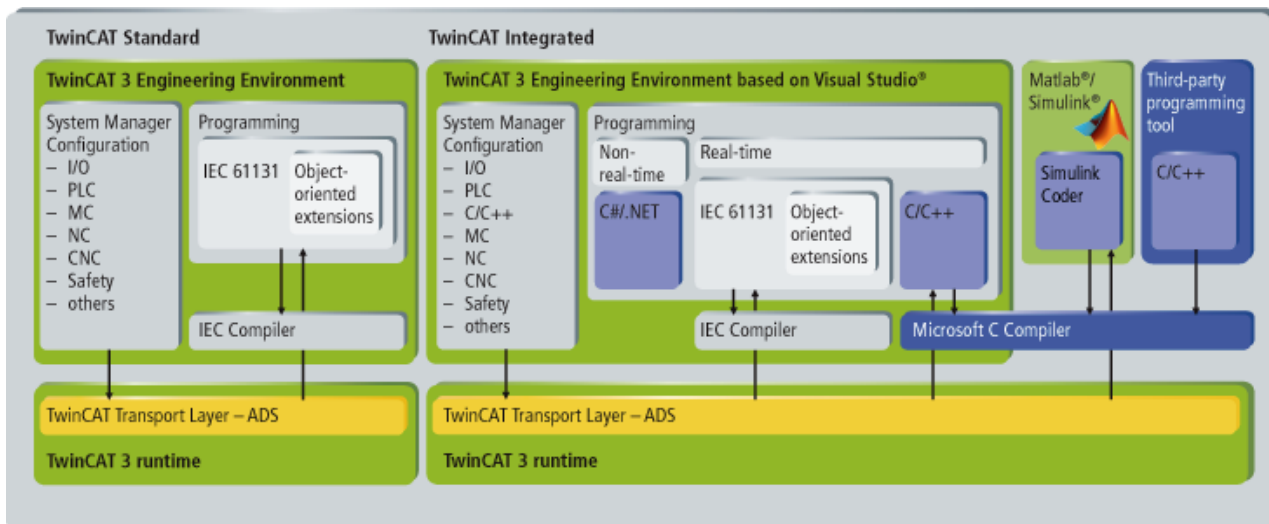 TwinCAT Standard
TwinCAT 3 Engineering Environment
System Manager
Configuration
– I/O
– PLC
– MC
– NC
– CNC
– Safety
– others
Programming
IEC 61131
Object-
oriented
extensions
IEC Compiler
TwinCAT Transport Layer – ADS
TwinCAT 3 runtime
TwinCAT Integrated
TwinCAT 3 Engineering Environment based on Visual Studio®
System Manager
Configuration
– I/O
– PLC
– C/C++
– MC
– NC
– CNC
– Safety
– others
Programming
Non-
real-time
C#/.NET
Real-time
IEC 61131
Object-
oriented
extensions
C/C++
IEC Compiler
Microsoft C Compiler
Matlab®/
Simulink®
Simulink
Coder
Third-party
programming
tool
C/C++
TwinCAT Transport Layer – ADS
TwinCAT 3 runtime